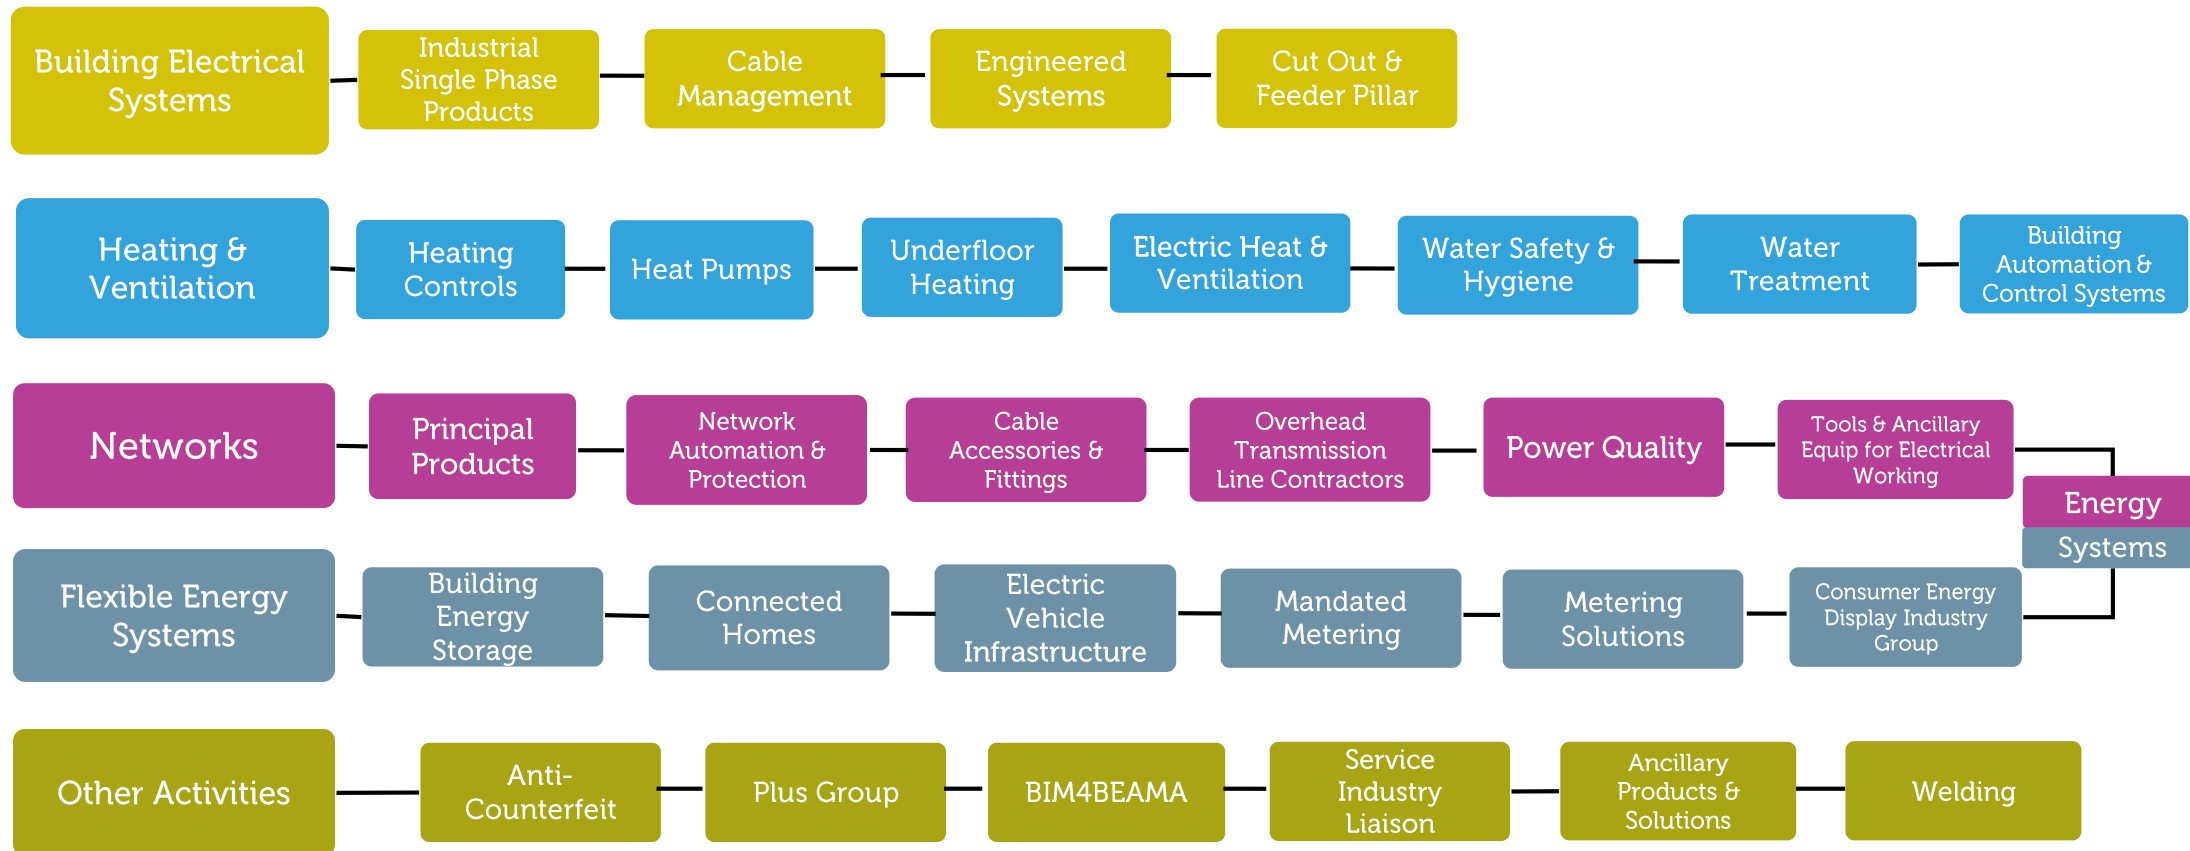 Building Electrical
Systems
Industrial
Single Phase
Products
Cable
Management
Engineered
Systems
Cut Out &
Feeder Pillar
Heating &
Ventilation
Heating
Controls
Heat Pumps
Underfloor
Heating
Electric Heat &
Ventilation
Water Safety &
Hygiene
Water
Treatment
Building
Automation &
Control Systems
Networks
Principal
Products
Network
Automation &
Protection
Cable
Accessories &
Fittings
Overhead
Transmission
Line Contractors
Power Quality
Tools & Ancillary
Equip for Electrical
Working
Energy
Systems
Flexible Energy
Systems
Building
Energy
Storage
Connected
Homes
Electric
Vehicle
Infrastructure
Mandated
Metering
Metering
Solutions
Consumer Energy
Display Industry
Group
Other Activities
Anti-
Counterfeit
Plus Group
BIM4BEAMA
Service
Industry
Liaison
Ancillary
Products &
Solutions
Welding